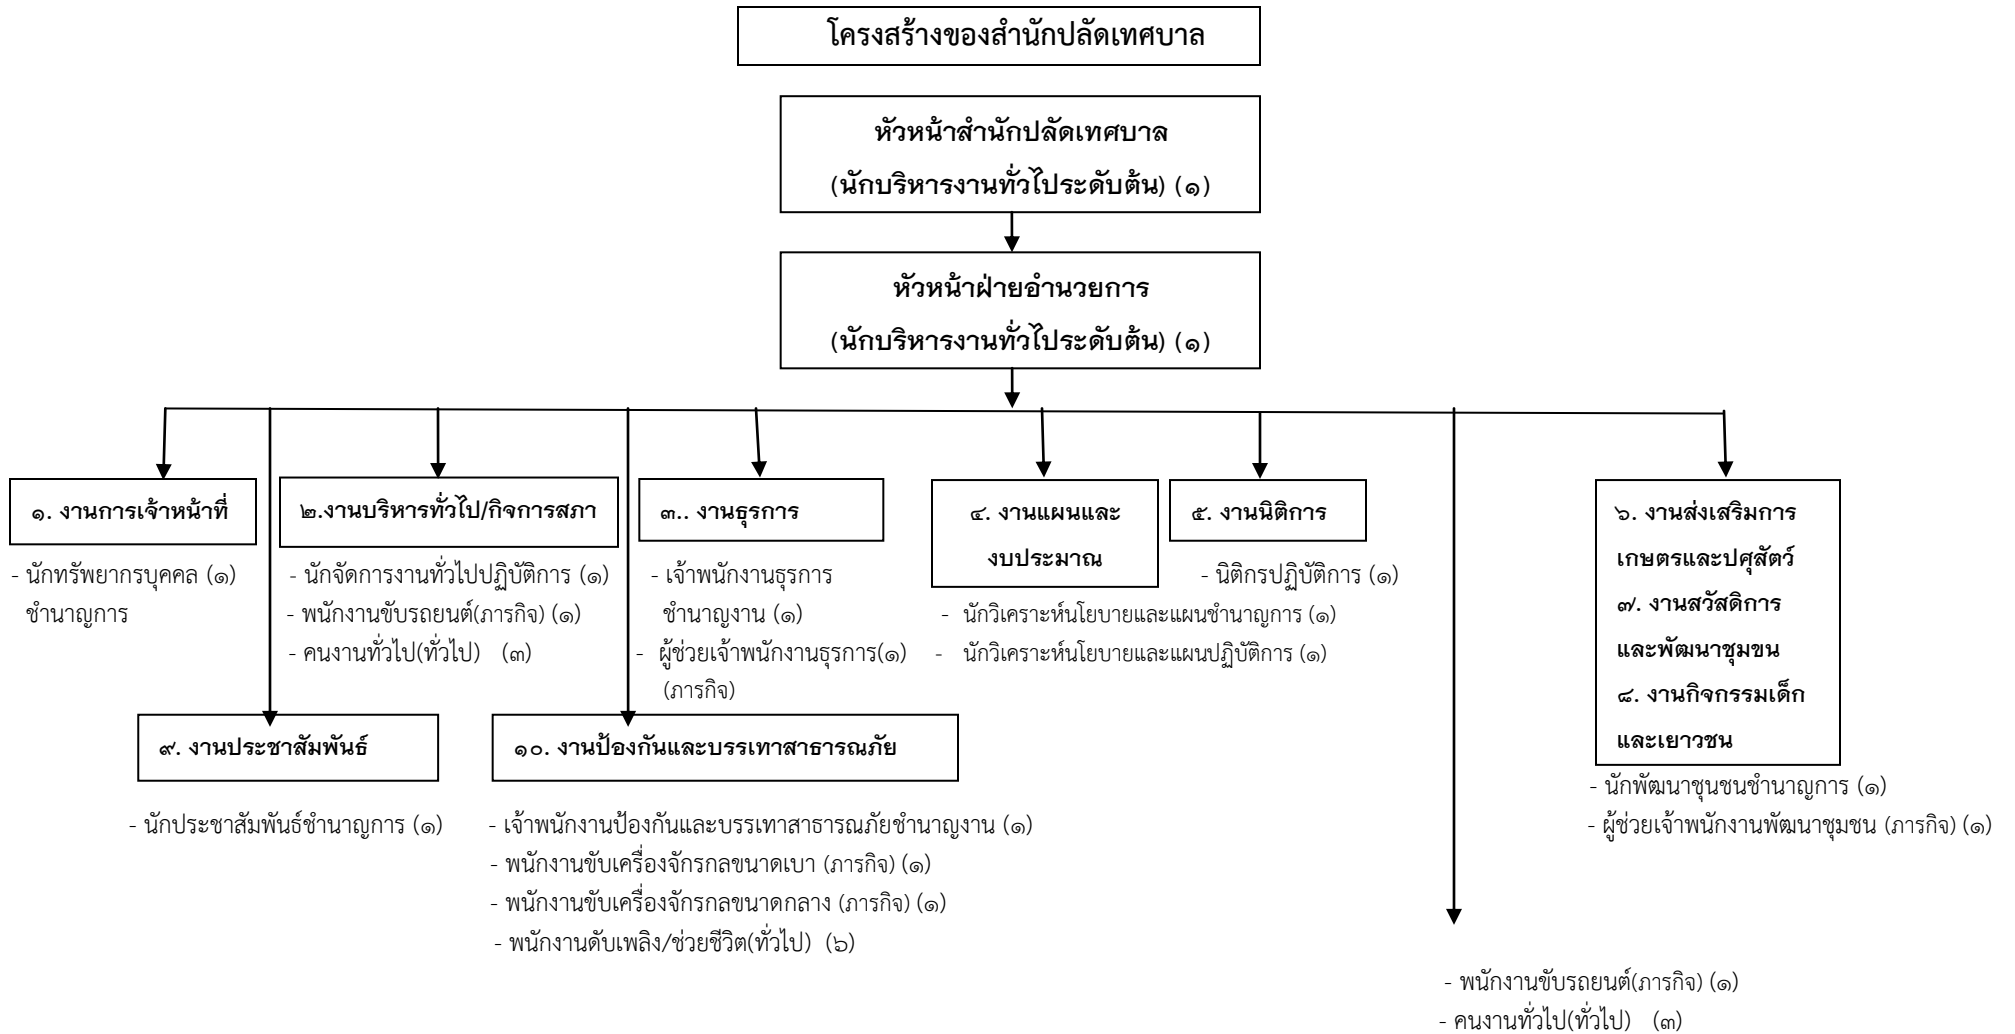 โครงสร้างของสำนักปลัดเทศบาล
หัวหน้าสำนักปลัดเทศบาล
(นักบริหารงานทั่วไประดับต้น) (๑)
หัวหน้าฝ่ายอำนวยการ
(นักบริหารงานทั่วไประดับต้น) (๑)
๑. งานการเจ้าหน้าที่
- นักทรัพยากรบุคคล (๑)
ชำนาญการ
๒.งานบริหารทั่วไป/กิจการสภา
- นักจัดการงานทั่วไปปฏิบัติการ (๑)
- พนักงานขับรถยนต์(ภารกิจ) (๑)
- คนงานทั่วไป(ทั่วไป) (๓)
๓.. งานธุรการ
- เจ้าพนักงานธุรการ
ชำนาญงาน (๑)
- ผู้ช่วยเจ้าพนักงานธุรการ(๑)
(ภารกิจ)
๔. งานแผนและ
งบประมาณ
- นักวิเคราะห์นโยบายและแผนชำนาญการ (๑)
- นักวิเคราะห์นโยบายและแผนปฏิบัติการ (๑)
๕. งานนิติการ
- นิติกรปฏิบัติการ (๑)
๖. งานส่งเสริมการ
เกษตรและปศุสัตว์
๗. งานสวัสดิการ
และพัฒนาชุมขน
๘. งานกิจกรรมเด็ก
และเยาวชน
- นักพัฒนาชุนชนชำนาญการ (๑)
- ผู้ช่วยเจ้าพนักงานพัฒนาชุมชน (ภารกิจ) (๑)
๙. งานประชาสัมพันธ์
- นักประชาสัมพันธ์ชำนาญการ (๑)
๑๐. งานป้องกันและบรรเทาสาธารณภัย
- เจ้าพนักงานป้องกันและบรรเทาสาธารณภัยชำนาญงาน (๑)
- พนักงานขับเครื่องจักรกลขนาดเบา (ภารกิจ) (๑)
- พนักงานขับเครื่องจักรกลขนาดกลาง (ภารกิจ) (๑)
- พนักงานดับเพลิง/ช่วยชีวิต(ทั่วไป) (๖)
- พนักงานขับรถยนต์(ภารกิจ) (๑)
- คนงานทั่วไป(ทั่วไป) (๓)